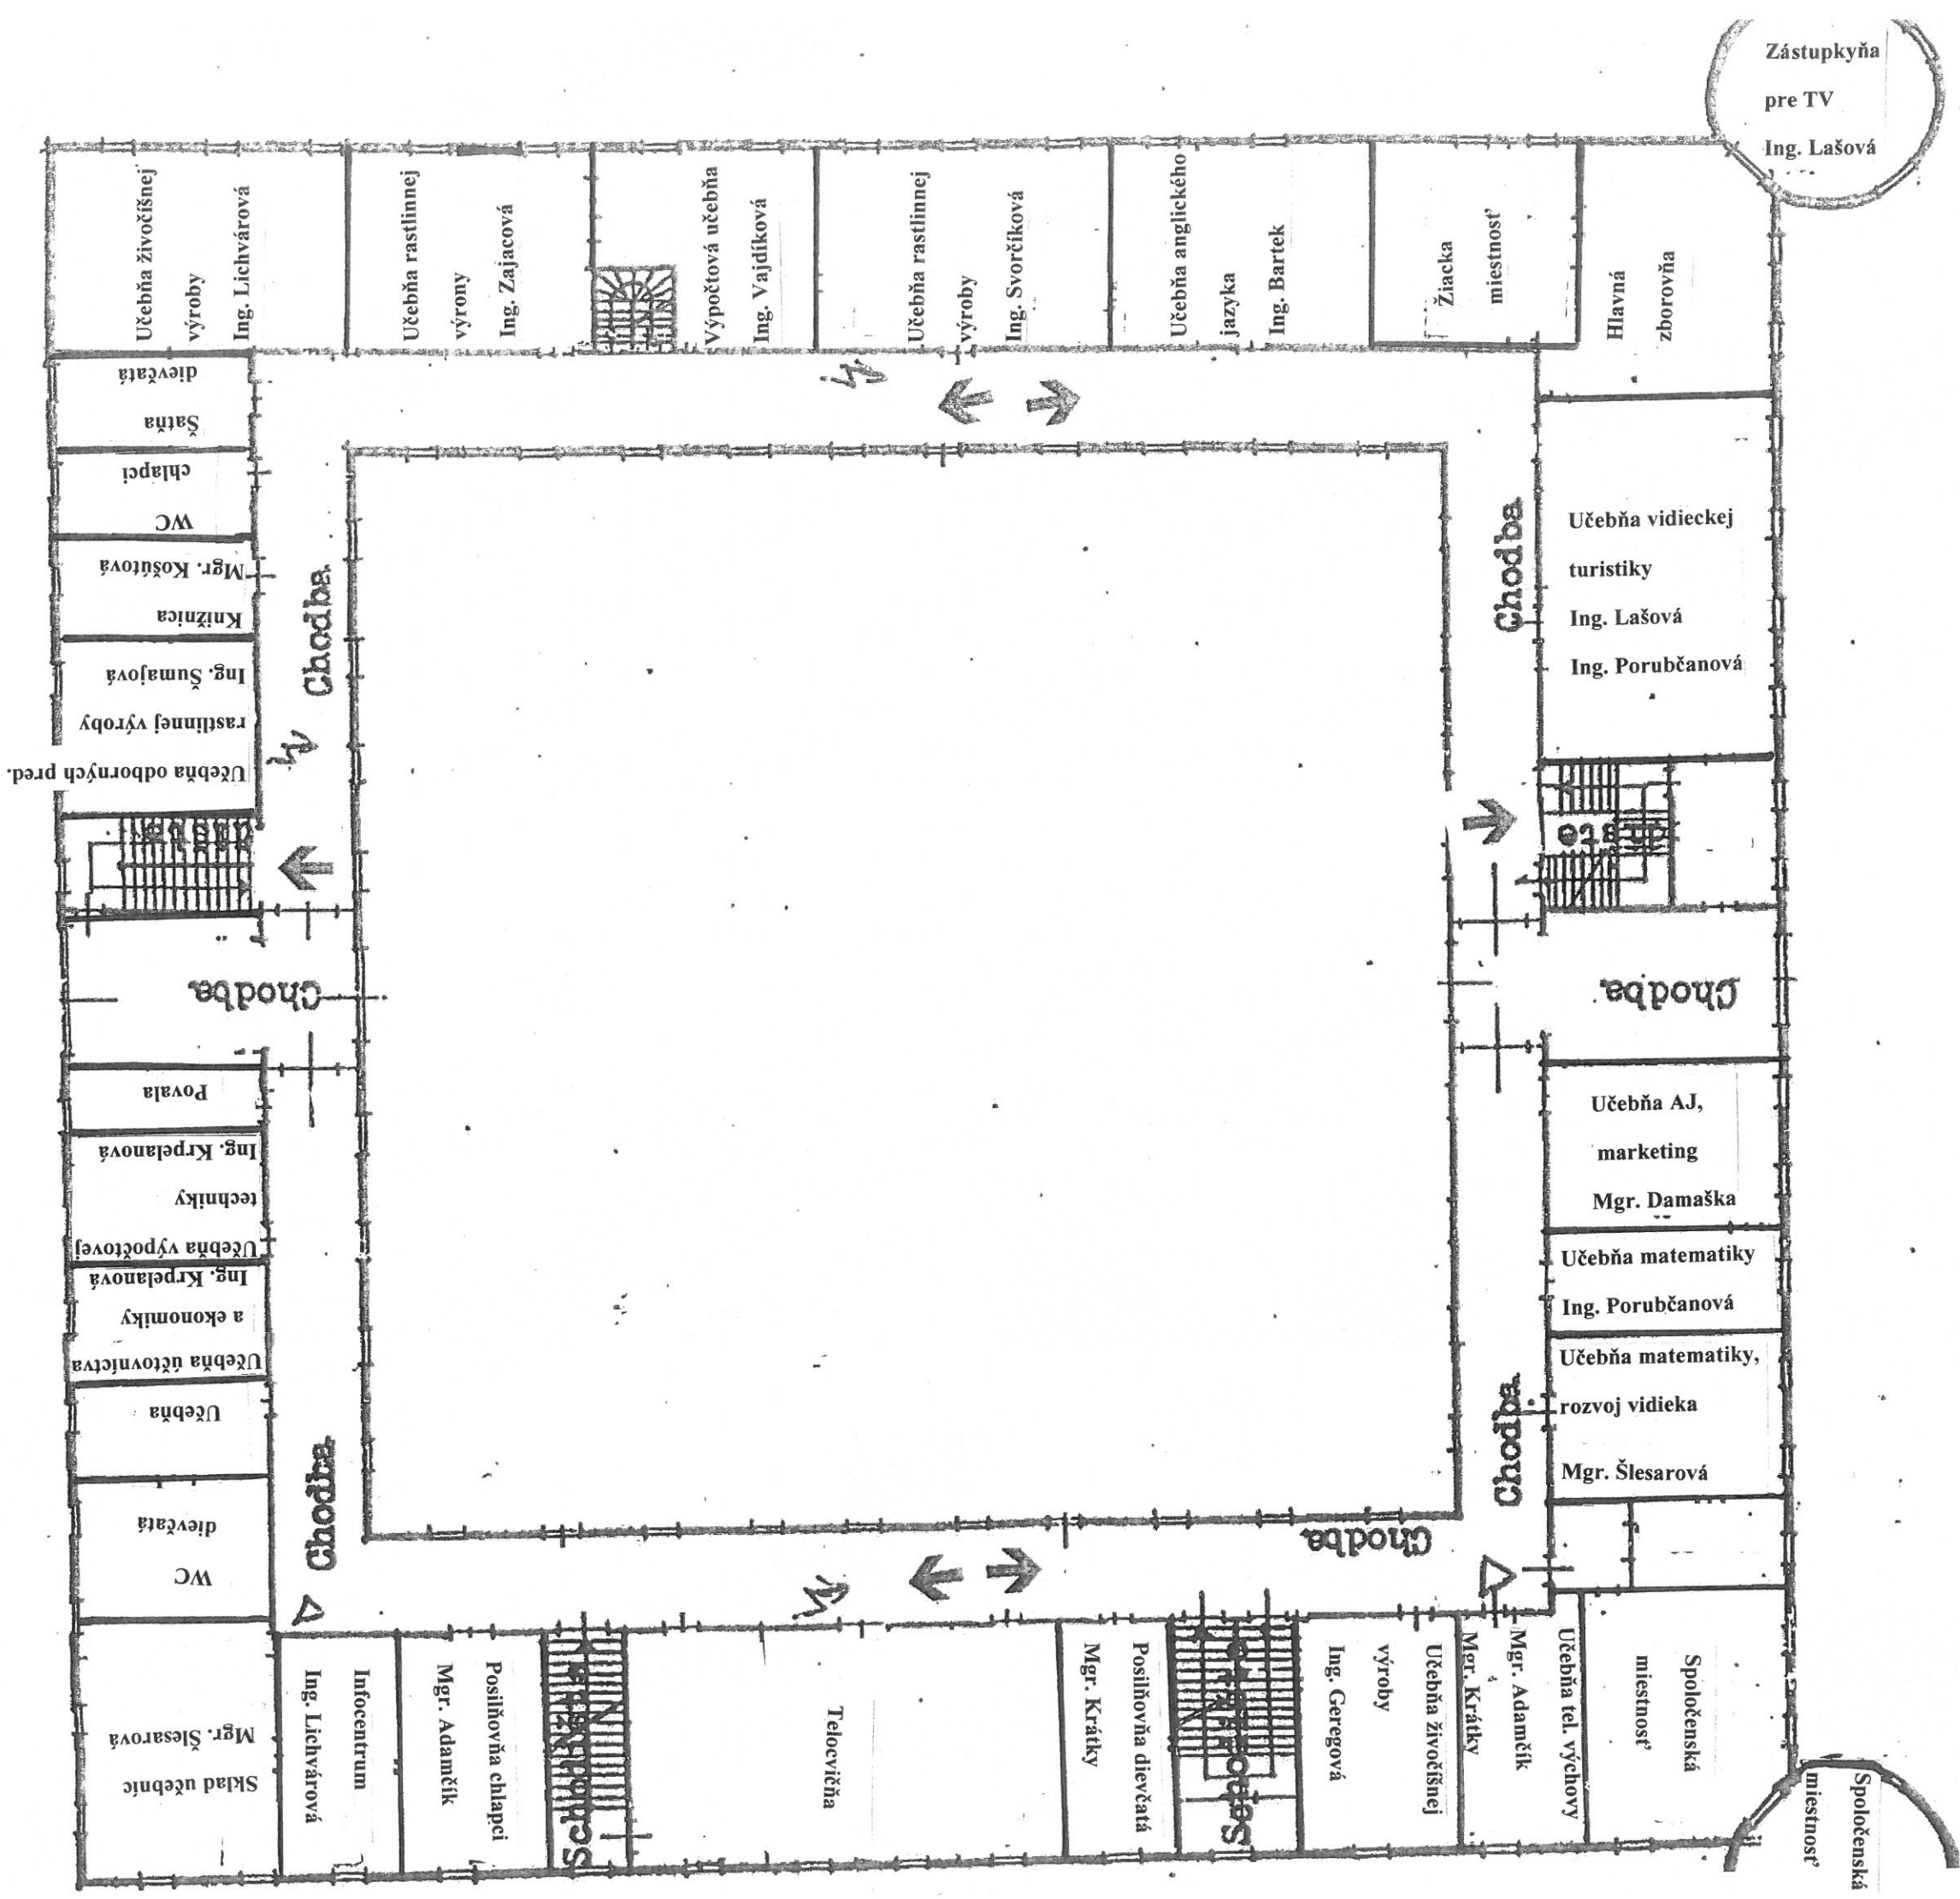 Zástupkyňa
pre TV
Ing. Lašová
Učebňa živočíšnej
výroby
Ing. Lichvárová
Učebňa rastlinnej
výrony
Ing. Zajacová
Výpočtová učebňa
Ing. Vajdíková
Učebňa rastlinnej
výroby
Ing. Svorčíková
Učebňa anglického
jazyka
Ing. Bartek
Žiacka
miestnosť
Hlavná
zborovňa
Šatňa
dievčatá
WC
chlapci
Knižnica
Mgr. Košútová
Učebňa odborných pred.
rastlinnej výroby
Ing. Šumajová
Chodba
Chodba
Učebňa vidieckej
turistiky
Ing. Lašová
Ing. Porubčanová
Chodba
Chodba
Povala
Učebňa výpočtovej
techniky
Ing. Krpelanová
Učebňa účtovníctva
a ekonomiky
Ing. Krpelanová
Učebňa
WC
dievčatá
Chodba
Učebňa AJ,
marketing
Mgr. Damaška
Učebňa matematiky
Ing. Porubčanová
Učebňa matematiky,
rozvoj vidieka
Mgr. Šlesarová
Chodba
Chodba
Sklad učebníc
Mgr. Šlesarová
Infocentrum
Ing. Lichvárová
Posilňovňa chlapci
Mgr. Adamčík
Telocvičňa
Posilňovňa dievčatá
Mgr. Krátky
Učebňa živočíšnej
výroby
Ing. Geregová
Učebňa tel. výchovy
Mgr. Adamčík
Mgr. Krátky
Spoločenská
miestnosť
Spoločenská
miestnosť